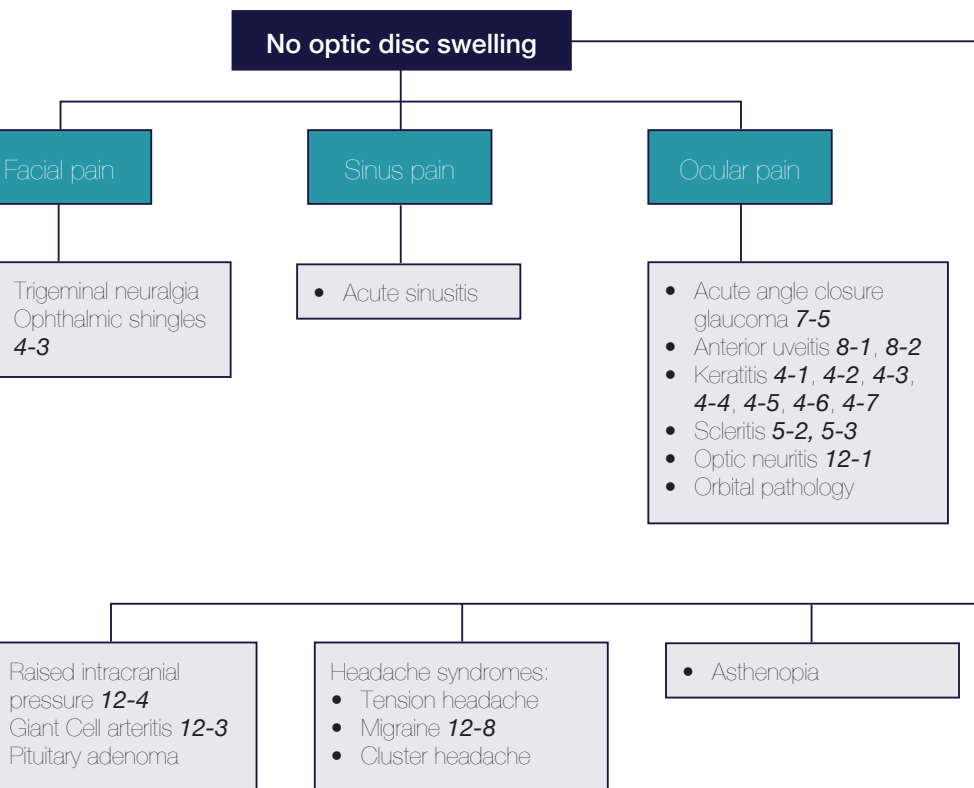 No optic disc swelling
Facial pain
Sinus pain
Ocular pain
Trigeminal neuralgia
Ophthalmic shingles
4-3
• Acute sinusitis
• Acute angle closure
glaucoma 7-5
• Anterior uveitis 8-1, 8-2
• Keratitis 4-1, 4-2, 4-3,
4-4, 4-5, 4-6, 4-7
• Scleritis 5-2, 5-3
• Optic neuritis 12-1
• Orbital pathology
Raised intracranial
pressure 12-4
Giant Cell arteritis 12-3
Pituitary adenoma
Headache syndromes:
• Tension headache
• Migraine 12-8
• Cluster headache
• Asthenopia